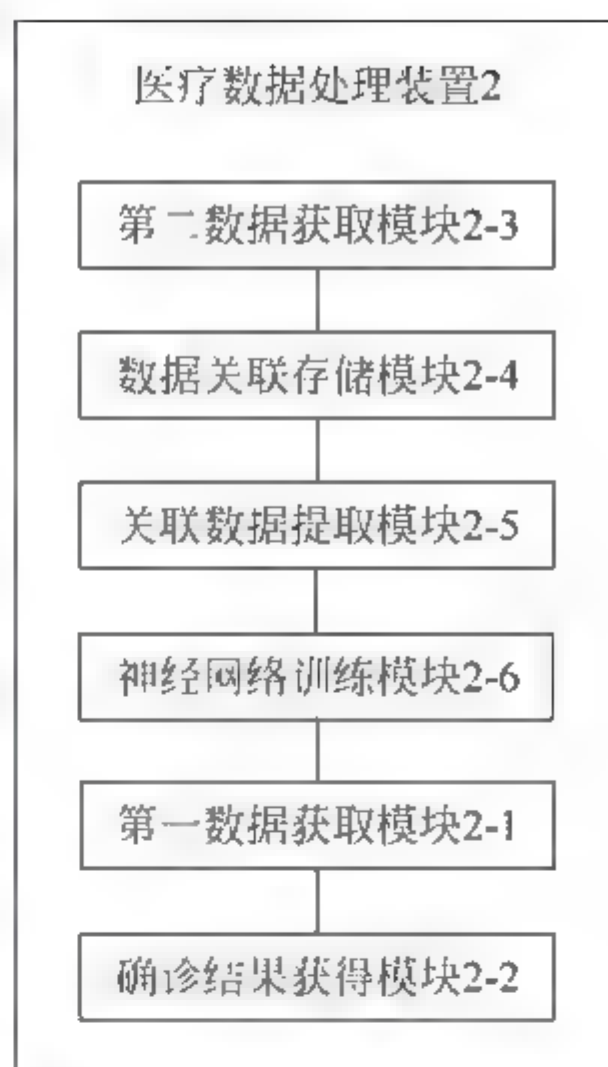 医疗数据处理装置2
第二数据获取模块2-3
数据关联存储模块2-4
关联数据提取模块2-5
神经网络训练模块2-6
第一数据获取模块2-1
确诊结果获得模块2-2